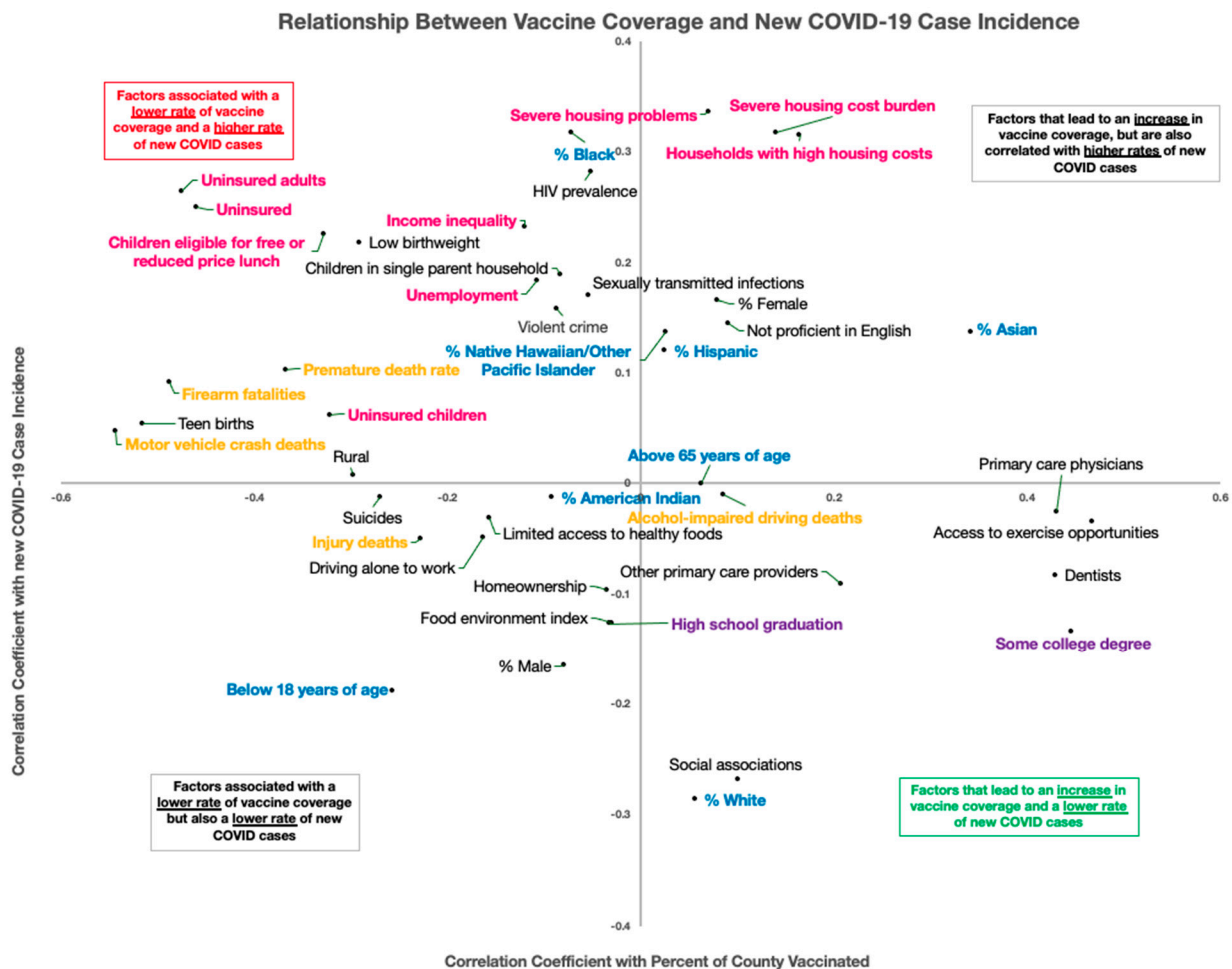 Relationship Between Vaccine Coverage and New COVID-19 Case Incidence
0.4
Factors associated with a
lower rate of vaccine
coverage and a higher rate
of new COVID cases
Severe housing problems
Severe housing cost burden
Factors that lead to an increase in
vaccine coverage, but are also
correlated with higher rates of new
COVID cases
% Black
0.3
Households with high housing costs
Uninsured adults
HIV prevalence
Uninsured
Income inequality
Children eligible for free or
reduced price lunch
Low birthweight
Children in single parent household
0.2
Sexually transmitted infections
Unemployment
% Female
Violent crime
Not proficient in English
% Asian
% Native Hawaiian/Other
Pacific Islander
% Hispanic
Premature death rate
0.1
Firearm fatalities
Uninsured children
Teen births
Motor vehicle crash deaths
Rural
Above 65 years of age
Primary care physicians
0
-0.6
-0.4
-0.2
0
0.2
0.4
0.6
% American Indian
Suicides
Alcohol-impaired driving deaths
Injury deaths
Limited access to healthy foods
Access to exercise opportunities
Driving alone to work
Other primary care providers
Dentists
Homeownership
-0.1
Food environment index
High school graduation
Some college degree
% Male
Below 18 years of age
-0.2
Social associations
% White
Factors associated with a
lower rate of vaccine coverage
but also a lower rate of new
COVID cases
-0.3
Factors that lead to an increase in
vaccine coverage and a lower rate
of new COVID cases
-0.4
Correlation Coefficient with new COVID-19 Case Incidence
Correlation Coefficient with Percent of County Vaccinated